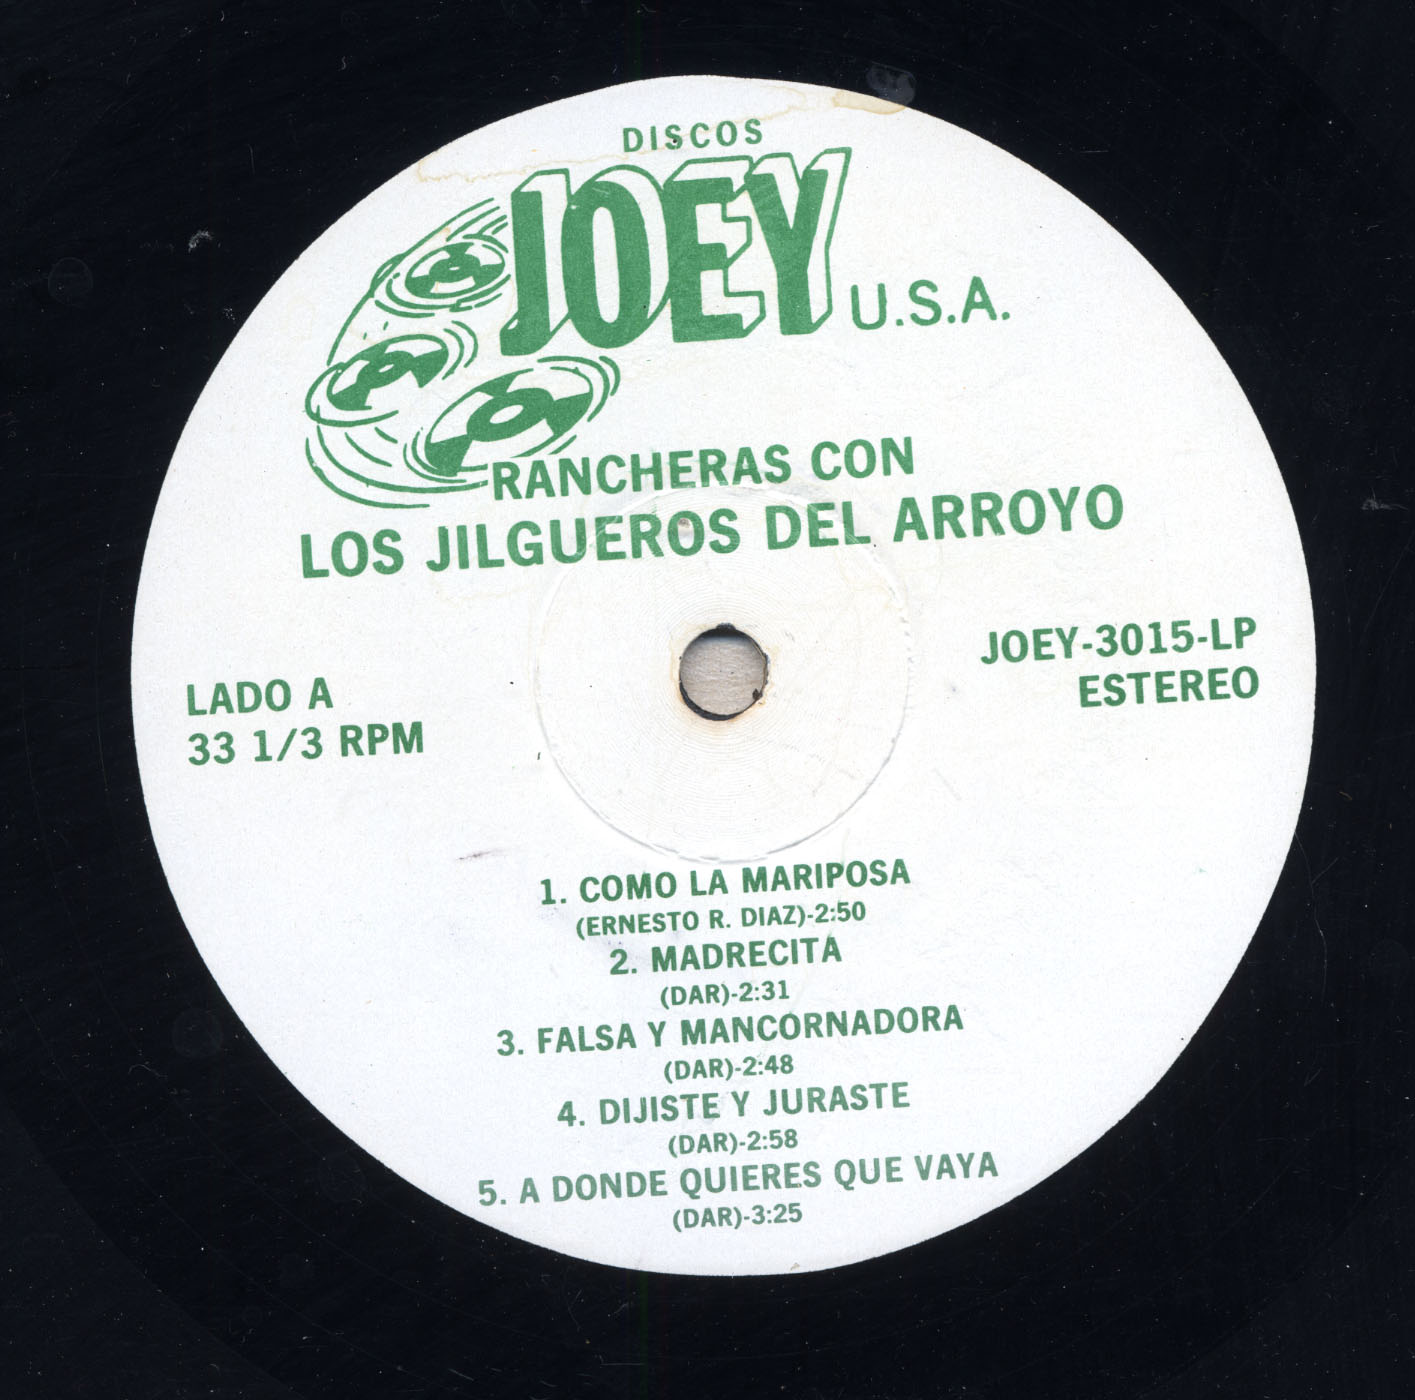 DISCOS
JOEY U.S.A.
RANCHERAS CON
LOS JILGUEROS DEL ARROYO
JOEY-3015-LP
ESTEREO
LADO A
33 1/3 RPM
1. COMO LA MARIPOSA
(ERNESTO R. DIAZ)-2:50
2. MADRECITA
(DAR)-2:31
3. FALSA Y MANCORNADORA
(DAR)-2:48
4. DIJISTE Y JURASTE
(DAR)-2:58
5. A DONDE QUIERES QUE VAYA
(DAR)-3:25